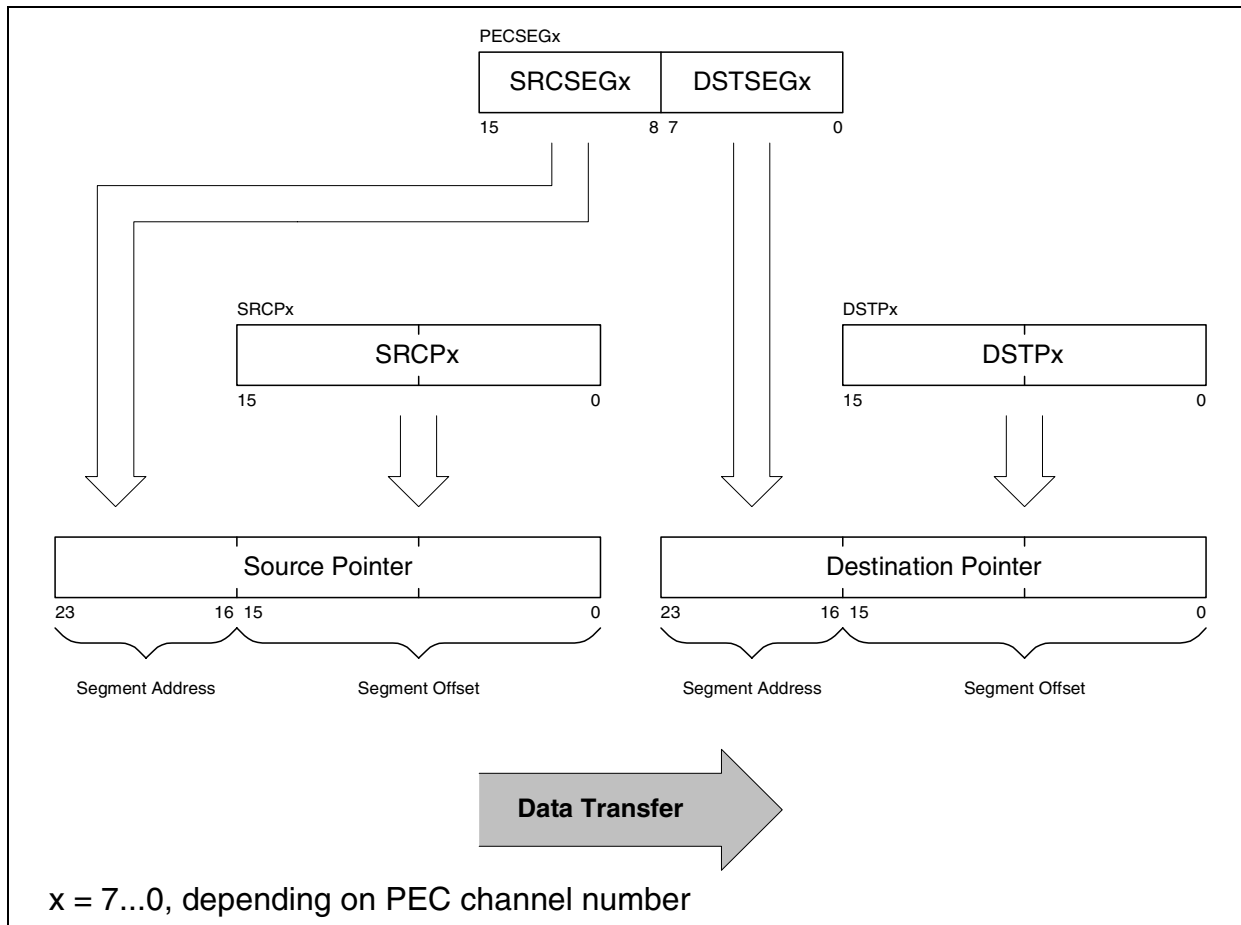 PECSEGx
SRCSEGx DSTSEGx
15 8 7 0
SRCPx DSTPx
SRCPx DSTPx
15 0 15 0
Source Pointer Destination Pointer
23 16 15 0 23 16 15 0
Segment Address Segment Offset Segment Address Segment Offset
Data Transfer
x = 7...0, depending on PEC channel number